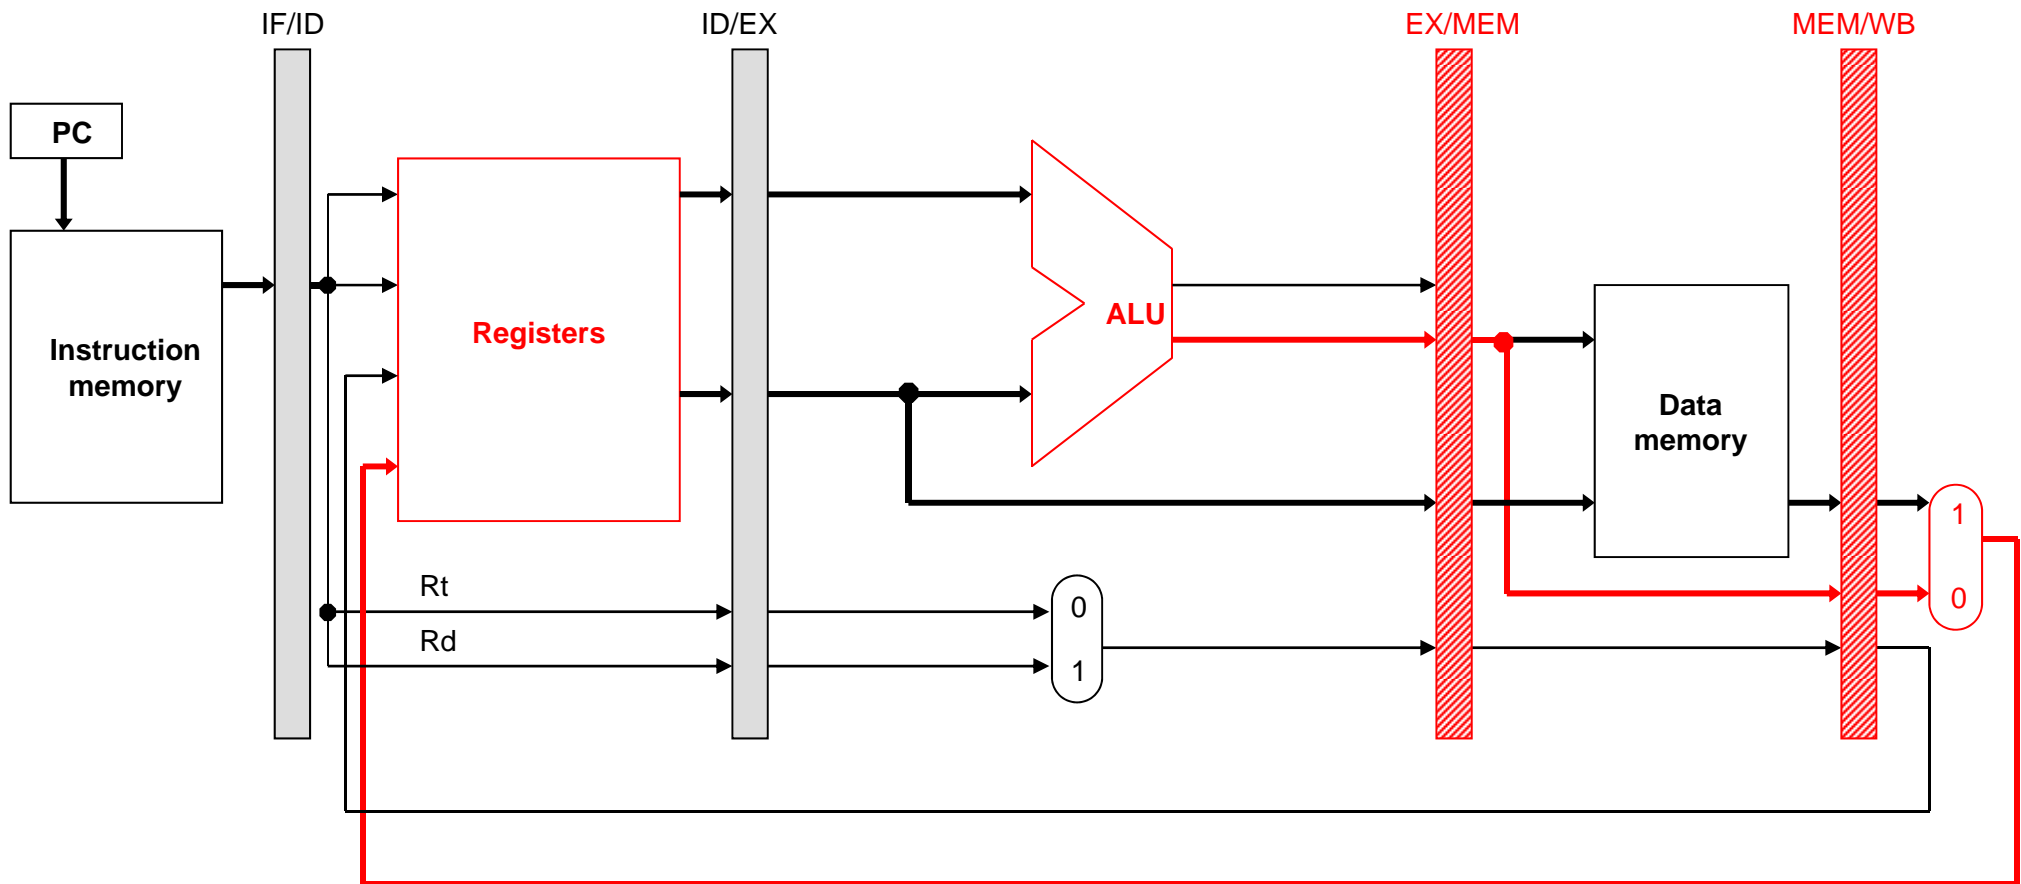 IF/ID
ID/EX
EX/MEM
MEM/WB
PC
Instruction
memory
Registers
ALU
Data
memory
Rt
Rd
0
1
1
0